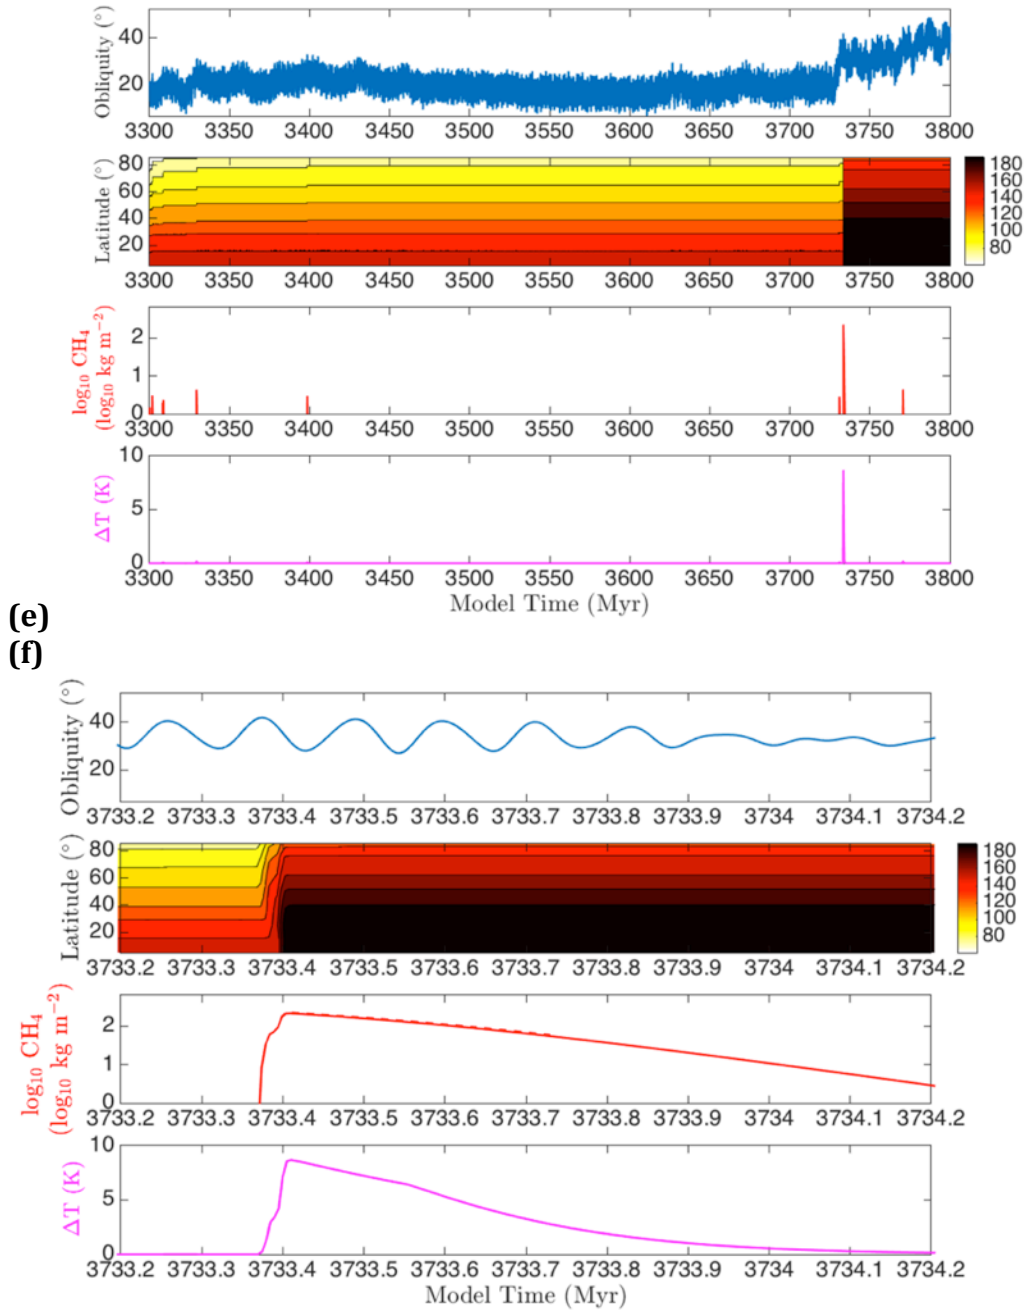 Obliquity (°)
40
20
3300 3350 3400 3450 3500 3550 3600 3650 3700 3750 3800
Latitude (°)
80
60
40
20
180
160
140
120
100
80
3300 3350 3400 3450 3500 3550 3600 3650 3700 3750 3800
log₁₀ CH₄
(log₁₀ kg m⁻²)
2
1
0
3300 3350 3400 3450 3500 3550 3600 3650 3700 3750 3800
ΔT (K)
10
5
0
3300 3350 3400 3450 3500 3550 3600 3650 3700 3750 3800
Model Time (Myr)
(e)
(f)
Obliquity (°)
40
20
3733.2 3733.3 3733.4 3733.5 3733.6 3733.7 3733.8 3733.9 3734 3734.1 3734.2
Latitude (°)
80
60
40
20
180
160
140
120
100
80
3733.2 3733.3 3733.4 3733.5 3733.6 3733.7 3733.8 3733.9 3734 3734.1 3734.2
log₁₀ CH₄
(log₁₀ kg m⁻²)
2
1
0
3733.2 3733.3 3733.4 3733.5 3733.6 3733.7 3733.8 3733.9 3734 3734.1 3734.2
ΔT (K)
10
5
0
3733.2 3733.3 3733.4 3733.5 3733.6 3733.7 3733.8 3733.9 3734 3734.1 3734.2
Model Time (Myr)